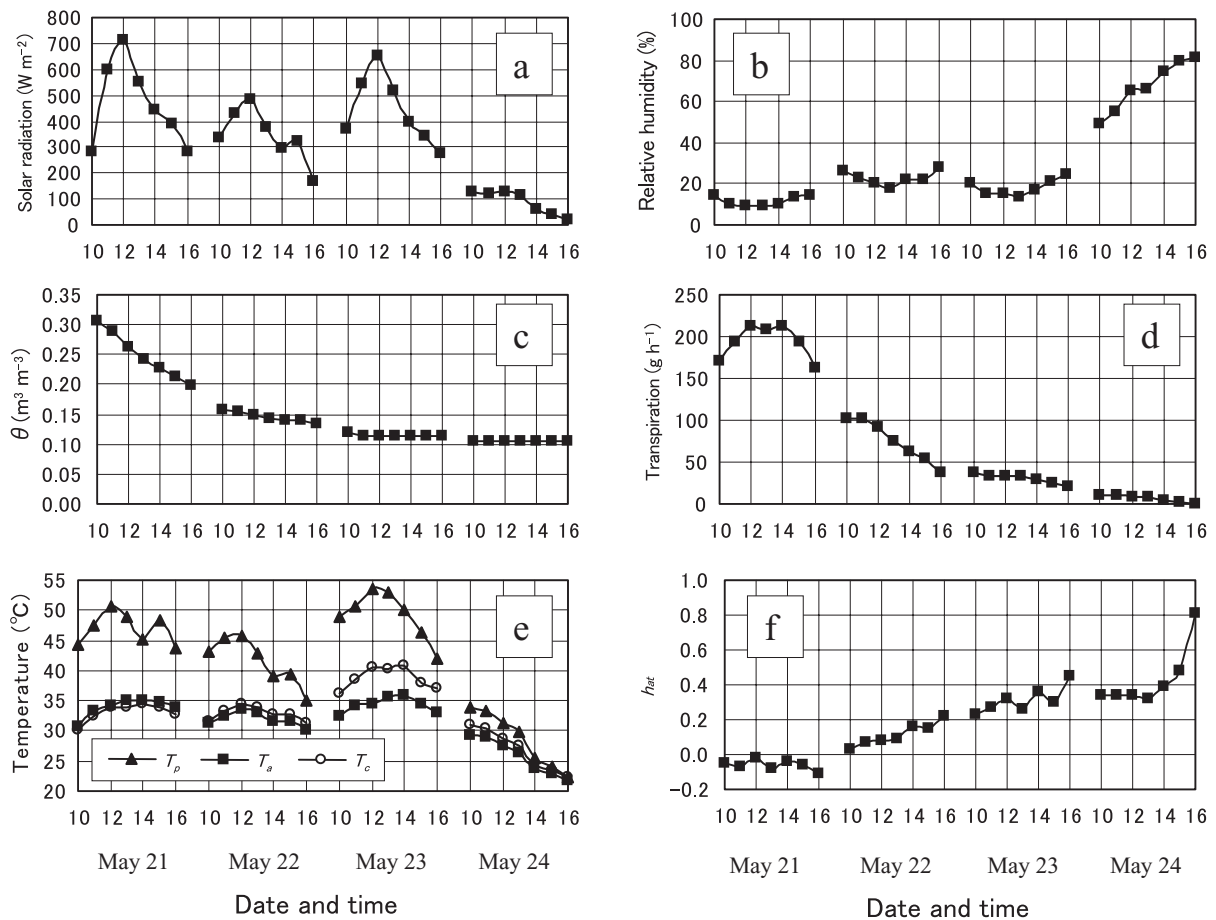 Solar radiation (W m⁻²)
800
700
600
500
400
300
200
100
0
a
10 12 14 16 10 12 14 16 10 12 14 16 10 12 14 16
Relative humidity (%)
100
80
60
40
20
0
b
10 12 14 16 10 12 14 16 10 12 14 16 10 12 14 16
θ (m³ m⁻³)
0.35
0.30
0.25
0.20
0.15
0.10
0.05
0.00
c
10 12 14 16 10 12 14 16 10 12 14 16 10 12 14 16
Transpiration (g h⁻¹)
250
200
150
100
50
0
d
10 12 14 16 10 12 14 16 10 12 14 16 10 12 14 16
Temperature (℃)
55
50
45
40
35
30
25
20
e
Tp Ta Tc
10 12 14 16 10 12 14 16 10 12 14 16 10 12 14 16
May 21 May 22 May 23 May 24
Date and time
hat
1.0
0.8
0.6
0.4
0.2
0.0
−0.2
f
10 12 14 16 10 12 14 16 10 12 14 16 10 12 14 16
May 21 May 22 May 23 May 24
Date and time